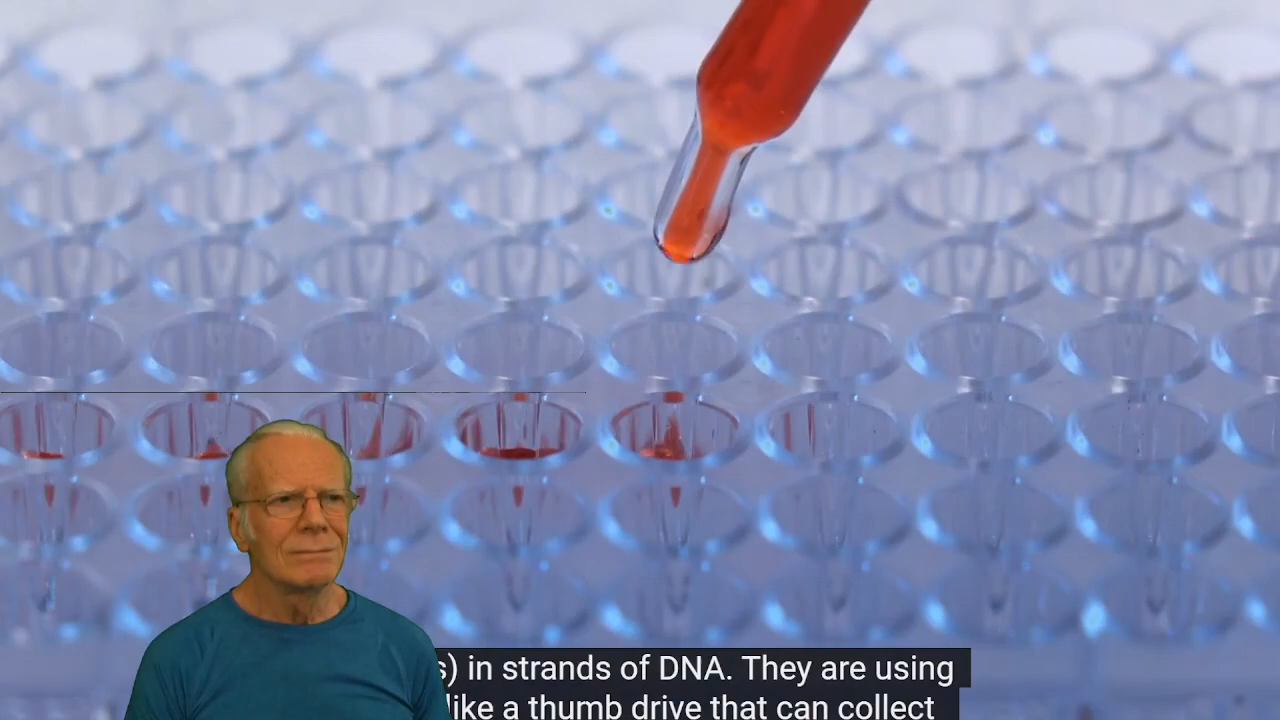 s) in strands of DNA. They are using
like a thumb drive that can collect